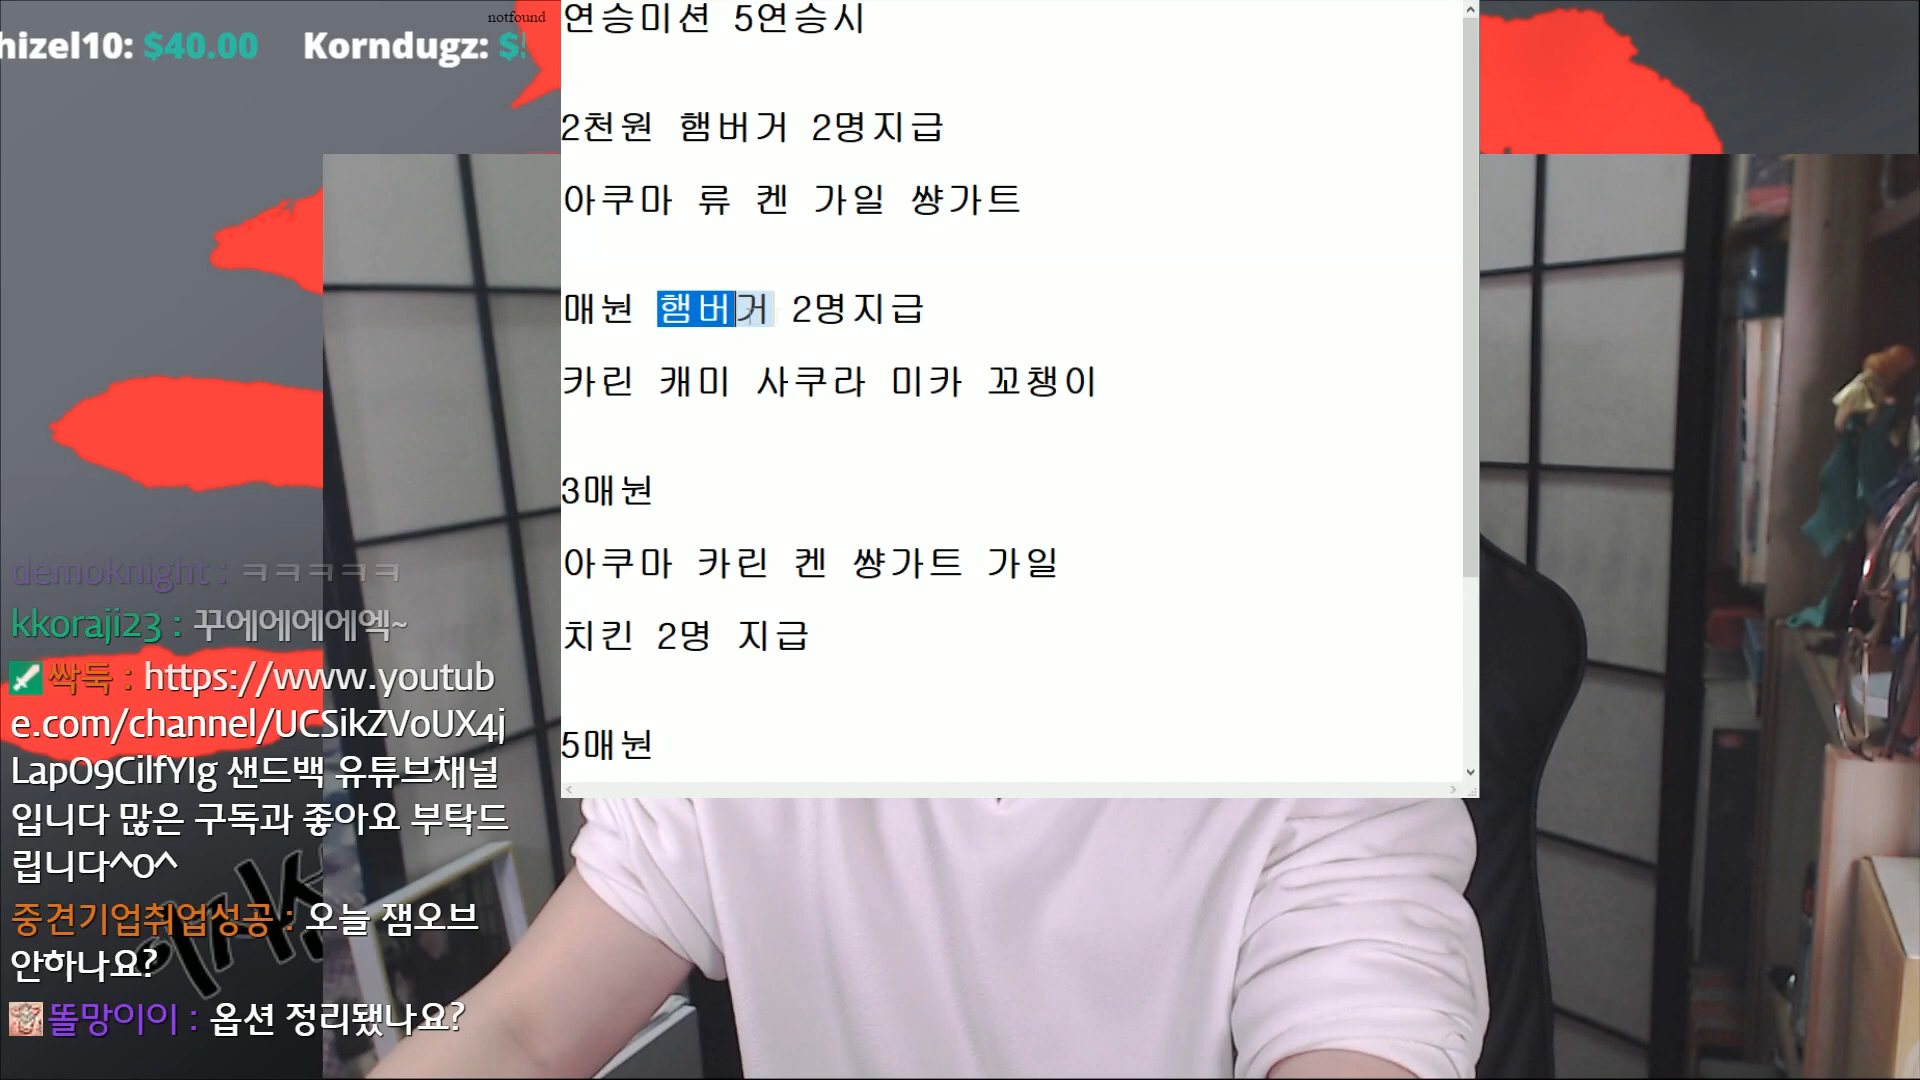 notfound
hizel10: $40.00 Korndugz: $
연승미션 5연승시
2천원 햄버거 2명지급
아쿠마 류 켄 가일 썅가트
매눤 햄버거 2명지급
카린 캐미 사쿠라 미카 꼬챙이
3매눤
아쿠마 카린 켄 썅가트 가일
치킨 2명 지급
5매눤
demoknight : ㅋㅋㅋㅋㅋ
kkoraji23 : 꾸에에에에엑~
싹둑 : https://www.youtub
e.com/channel/UCSikZVoUX4j
LapO9CilfYIg 샌드백 유튜브채널
입니다 많은 구독과 좋아요 부탁드
립니다^0^
중견기업취업성공 : 오늘 잼오브
안하나요?
똘망이이 : 옵션 정리됐나요?